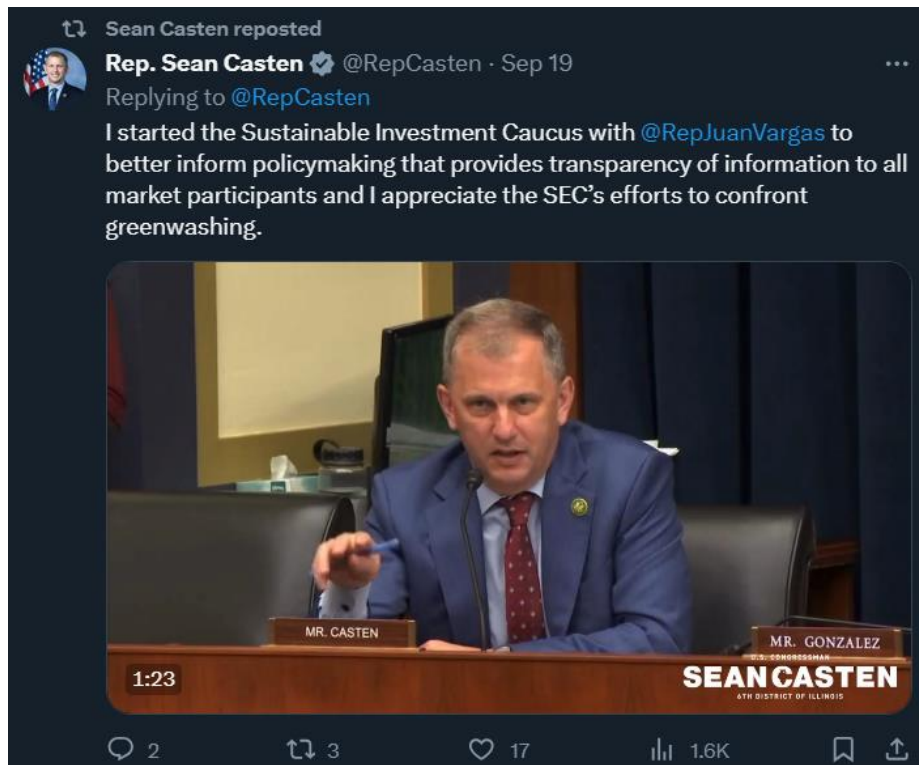 Sean Casten reposted
Rep. Sean Casten @RepCasten · Sep 19
Replying to @RepCasten
I started the Sustainable Investment Caucus with @RepJuanVargas to
better inform policymaking that provides transparency of information to all
market participants and I appreciate the SEC’s efforts to confront
greenwashing.
MR. CASTEN
MR. GONZALEZ
1:23
U.S. CONGRESSMAN
SEAN CASTEN
6TH DISTRICT OF ILLINOIS
2 3 17 1.6K